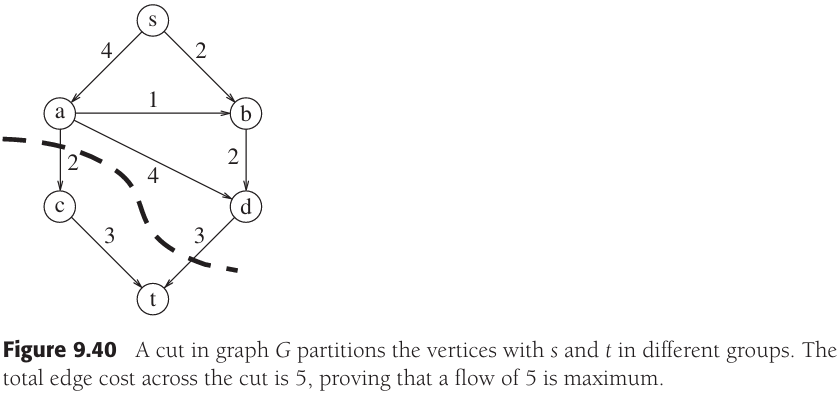 s
4 2
a 1 b
2 4 2
c d
3 3
t
Figure 9.40 A cut in graph G partitions the vertices with s and t in different groups. The
total edge cost across the cut is 5, proving that a flow of 5 is maximum.